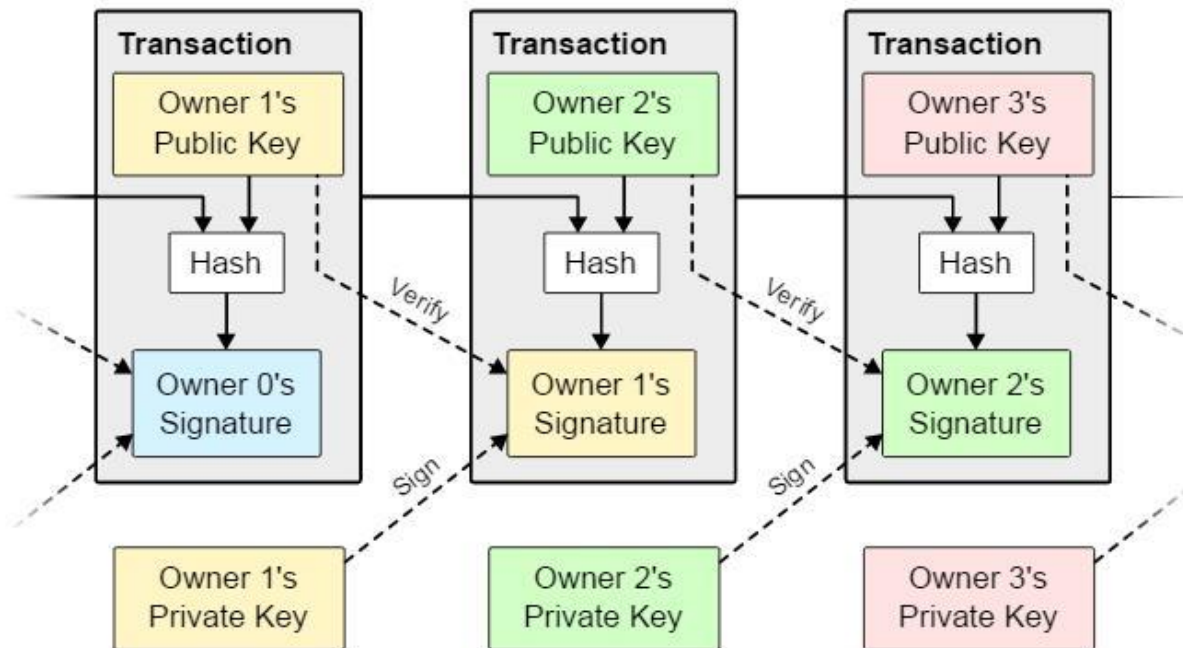 Transaction
Owner 1's
Public Key
Hash
Owner 0's
Signature
Transaction
Owner 2's
Public Key
Hash
Verify
Owner 1's
Signature
Sign
Transaction
Owner 3's
Public Key
Hash
Verify
Owner 2's
Signature
Sign
Owner 1's
Private Key
Owner 2's
Private Key
Owner 3's
Private Key